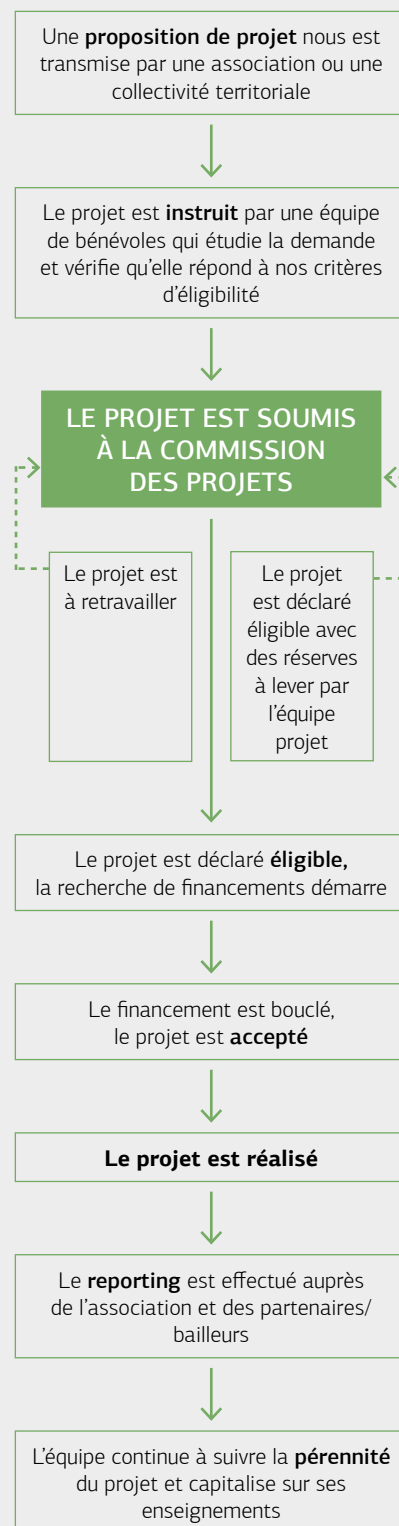 Une proposition de projet nous est
transmise par une association ou une
collectivité territoriale
Le projet est instruit par une équipe
de bénévoles qui étudie la demande
et vérifie qu'elle répond à nos critères
d'éligibilité
LE PROJET EST SOUMIS
À LA COMMISSION
DES PROJETS
Le projet est
à retravailler
Le projet
est déclaré
éligible avec
des réserves
à lever par
l'équipe
projet
Le projet est déclaré éligible,
la recherche de financements démarre
Le financement est bouclé,
le projet est accepté
Le projet est réalisé
Le reporting est effectué auprès
de l'association et des partenaires/
bailleurs
L'équipe continue à suivre la pérennité
du projet et capitalise sur ses
enseignements